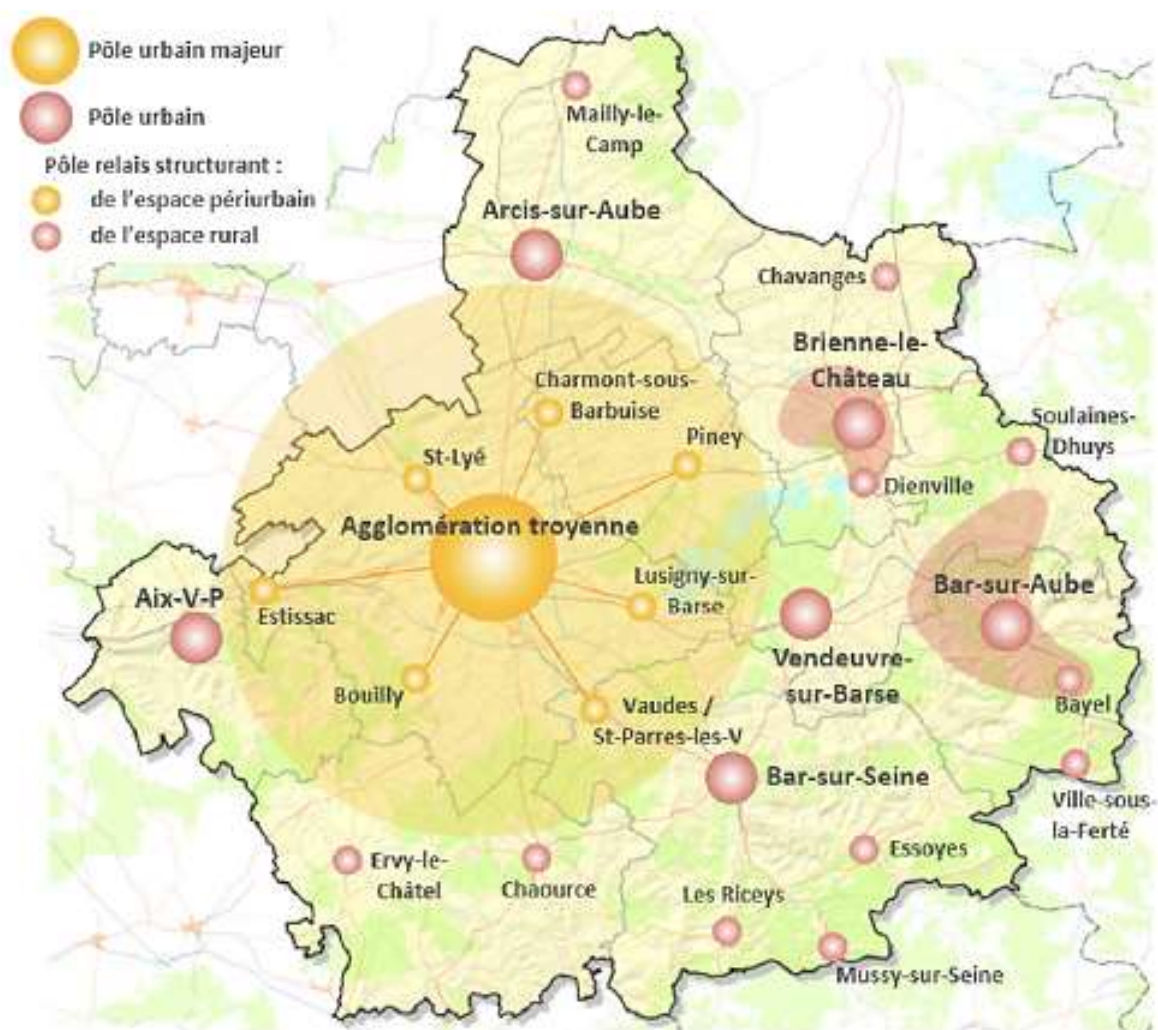 Pôle urbain majeur
Pôle urbain
Pôle relais structurant :
de l'espace périurbain
de l'espace rural
Mailly-le-
Camp
Arcis-sur-Aube
Chavanges
Brienne-le-
Château
Charmont-sous-
Barbuise
Piney
Soulaines-
Dhuys
St-Lyé
Dienville
Agglomération troyenne
Lusigny-sur-
Barse
Bar-sur-Aube
Aix-V-P
Estissac
Vendeuvre-
sur-Barse
Bouilly
Bayel
Vaudes /
St-Parres-les-V
Bar-sur-Seine
Ville-sous-
la-Ferté
Essoyes
Ervy-le-
Châtel
Chaource
Les Riceys
Mussy-sur-Seine